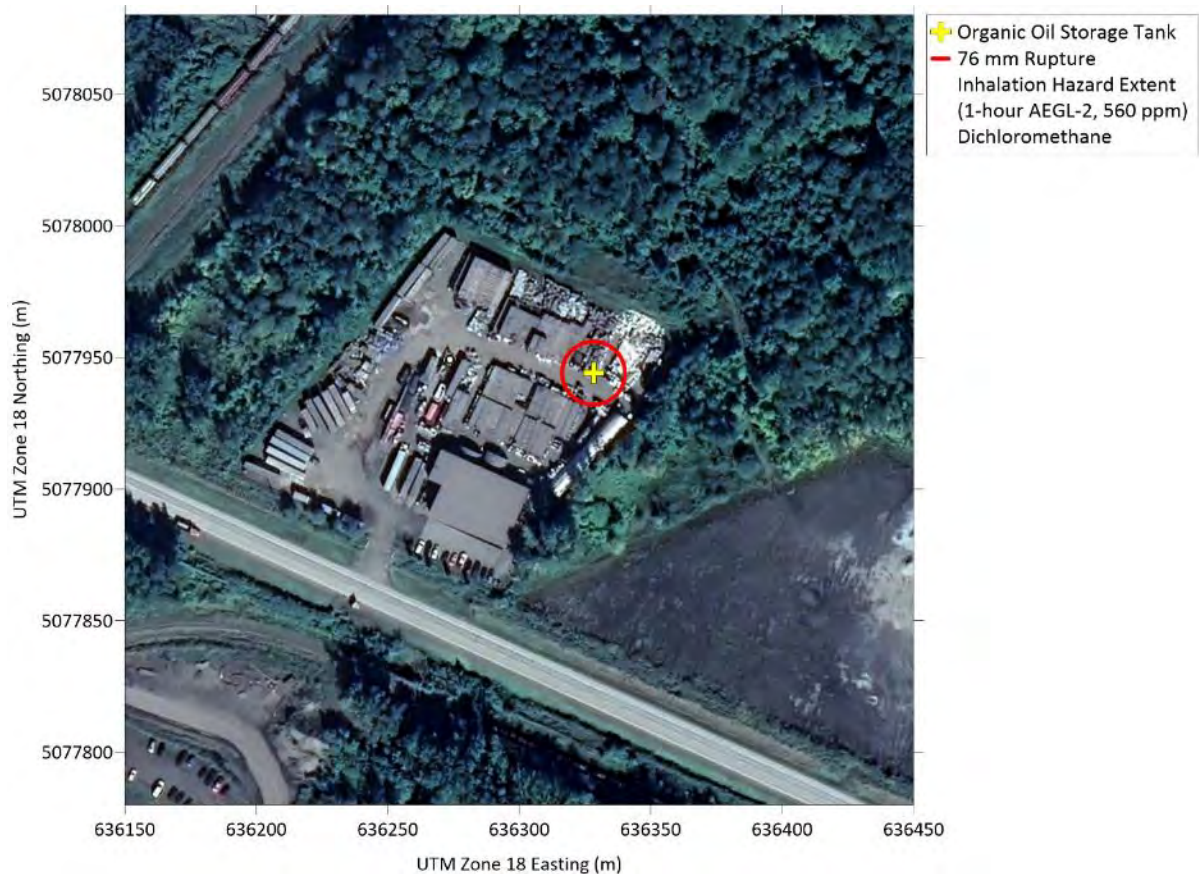 Organic Oil Storage Tank
76 mm Rupture
Inhalation Hazard Extent
(1-hour AEGL-2, 560 ppm)
Dichloromethane
UTM Zone 18 Northing (m)
5078050
5078000
5077950
5077900
5077850
5077800
636150
636200
636250
636300
636350
636400
636450
UTM Zone 18 Easting (m)